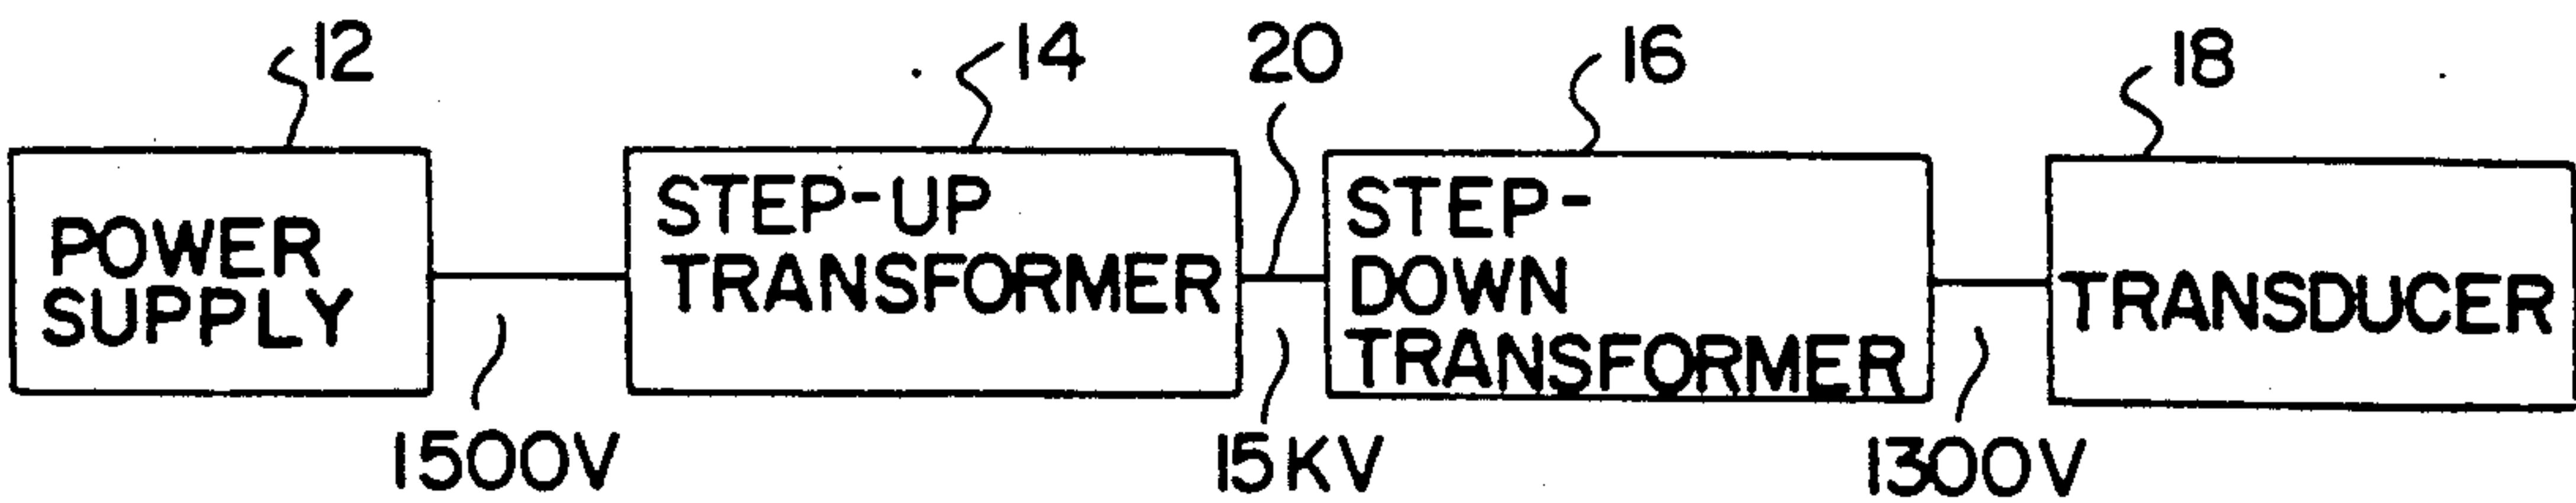 12
14
20
16
18
POWER
SUPPLY
STEP-UP
TRANSFORMER
STEP-
DOWN
TRANSFORMER
TRANSDUCER
1500V
15KV
1300V